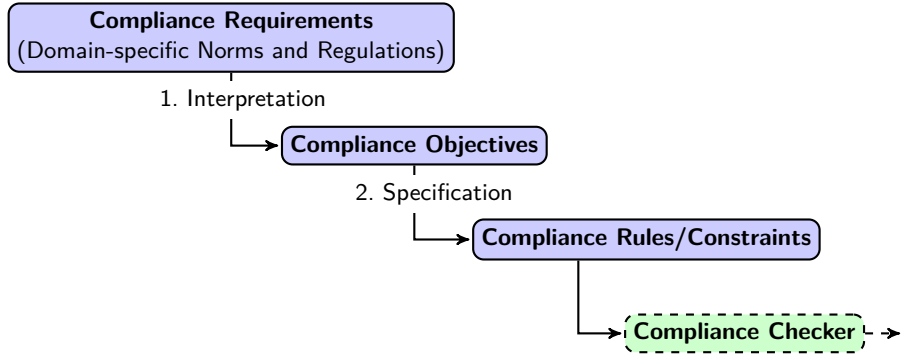 Compliance Requirements
(Domain-specific Norms and Regulations)
1. Interpretation
Compliance Objectives
2. Specification
Compliance Rules/Constraints
Compliance Checker